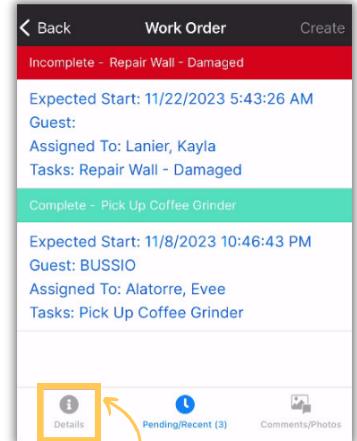 Back Work Order Create
Incomplete - Repair Wall - Damaged
Expected Start: 11/22/2023 5:43:26 AM
Guest:
Assigned To: Lanier, Kayla
Tasks: Repair Wall - Damaged
Complete - Pick Up Coffee Grinder
Expected Start: 11/8/2023 10:46:43 PM
Guest: BUSSIO
Assigned To: Alatorre, Evee
Tasks: Pick Up Coffee Grinder
Details Pending/Recent (3) Comments/Photos